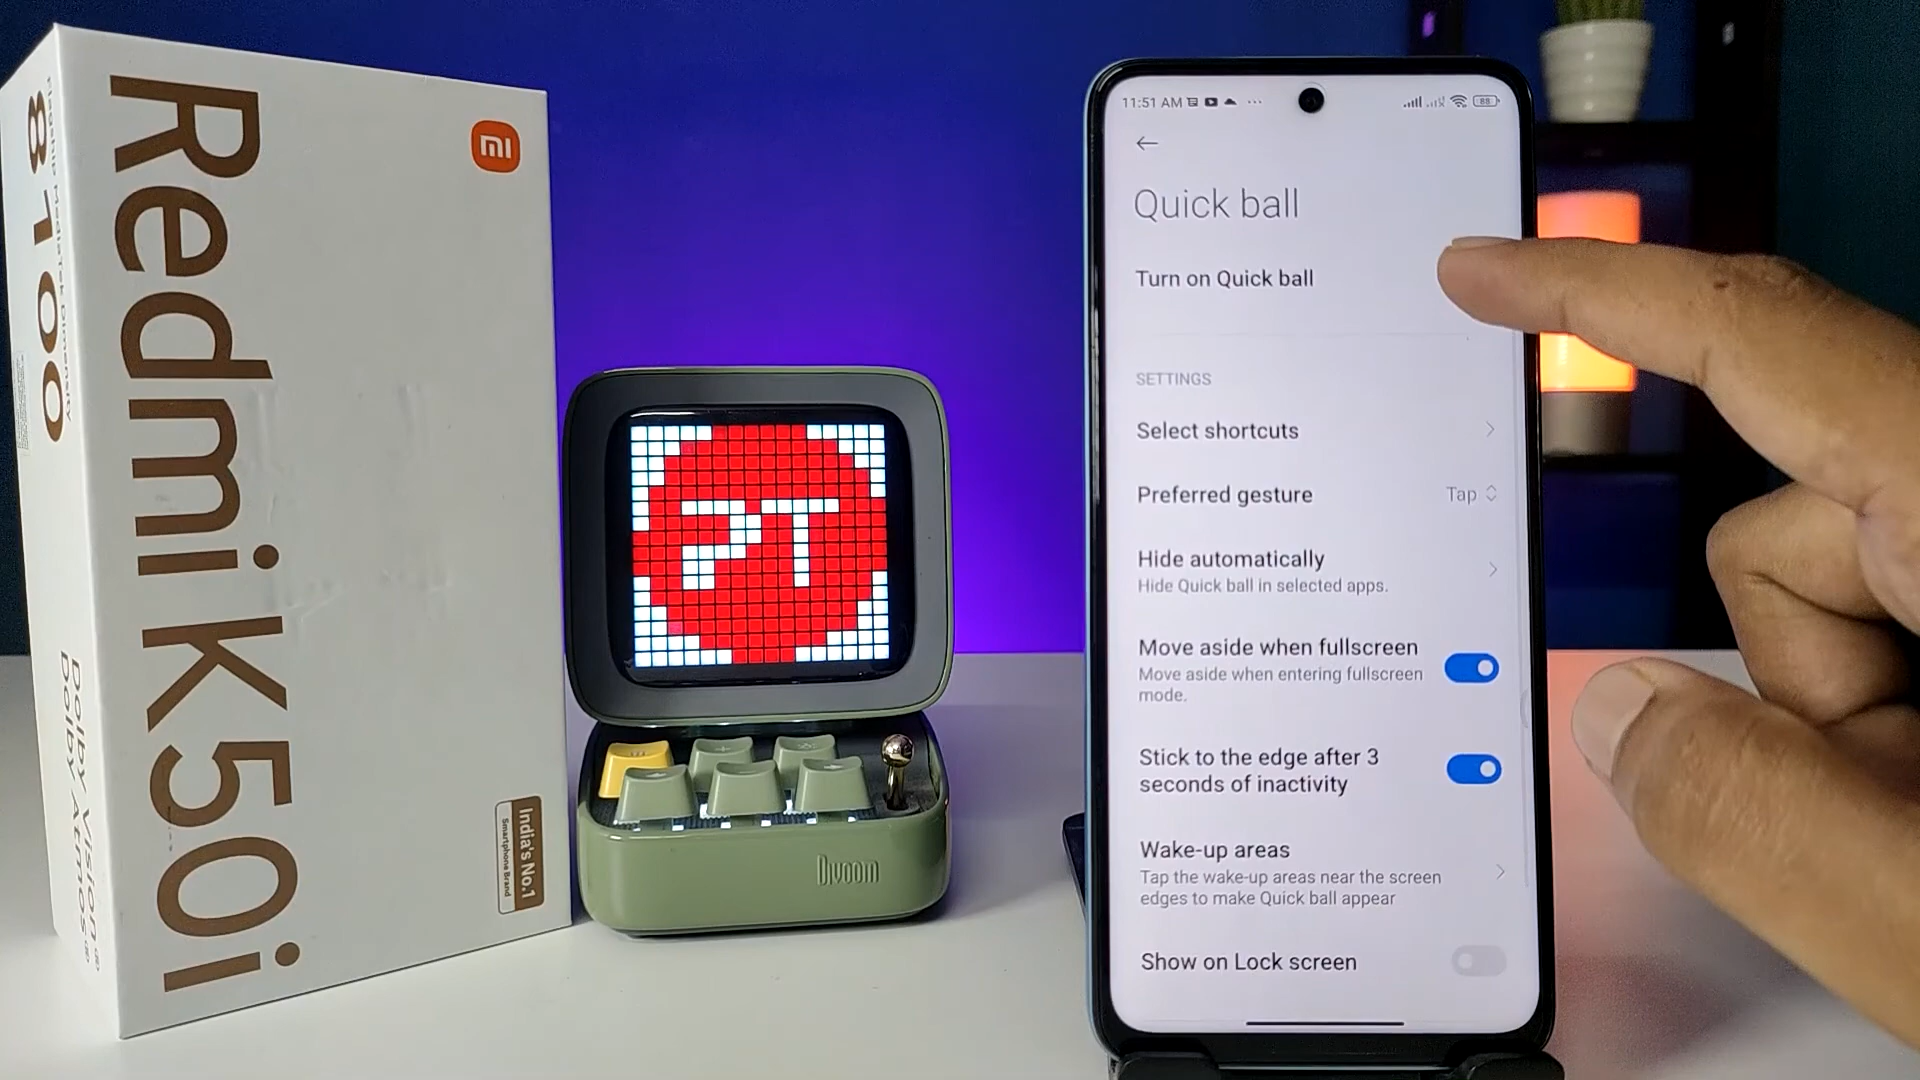 Redmi K50i
mi
8100
Dolby Vision
Dolby Atmos
India's No.1
Smartphone Brand
PT
Divoom
11:51 AM
88
Quick ball
Turn on Quick ball
SETTINGS
Select shortcuts
Preferred gesture
Tap
Hide automatically
Hide Quick ball in selected apps.
Move aside when fullscreen
Move aside when entering fullscreen
mode.
Stick to the edge after 3
seconds of inactivity
Wake-up areas
Tap the wake-up areas near the screen
edges to make Quick ball appear
Show on Lock screen